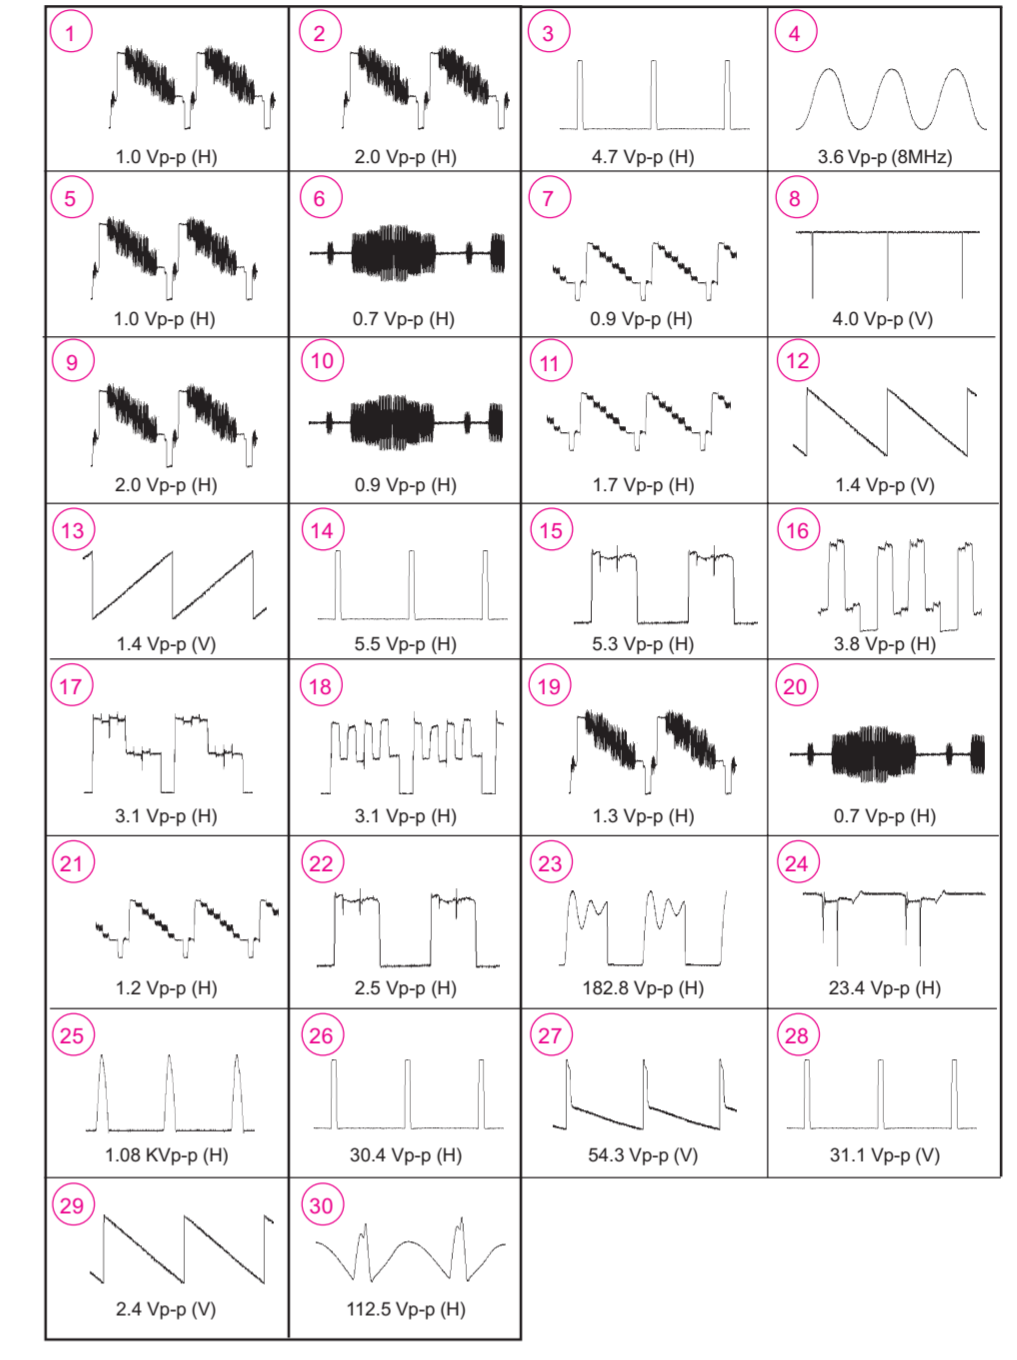 1 2 3 4
1.0 Vp-p (H) 2.0 Vp-p (H) 4.7 Vp-p (H) 3.6 Vp-p (8MHz)
5 6 7 8
1.0 Vp-p (H) 0.7 Vp-p (H) 0.9 Vp-p (H) 4.0 Vp-p (V)
9 10 11 12
2.0 Vp-p (H) 0.9 Vp-p (H) 1.7 Vp-p (H) 1.4 Vp-p (V)
13 14 15 16
1.4 Vp-p (V) 5.5 Vp-p (H) 5.3 Vp-p (H) 3.8 Vp-p (H)
17 18 19 20
3.1 Vp-p (H) 3.1 Vp-p (H) 1.3 Vp-p (H) 0.7 Vp-p (H)
21 22 23 24
1.2 Vp-p (H) 2.5 Vp-p (H) 182.8 Vp-p (H) 23.4 Vp-p (H)
25 26 27 28
1.08 KVp-p (H) 30.4 Vp-p (H) 54.3 Vp-p (V) 31.1 Vp-p (V)
29 30
2.4 Vp-p (V) 112.5 Vp-p (H)